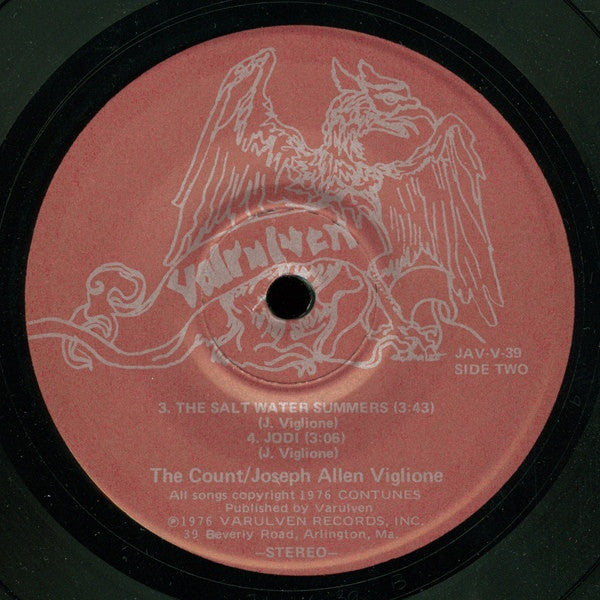 Varulven
JAV-V-39
SIDE TWO
3. THE SALT WATER SUMMERS (3:43)
(J. Viglione)
4. JODI (3:06)
(J. Viglione)
The Count/Joseph Allen Viglione
All songs copyright 1976 CONTUNES
Published by Varulven
℗1976 VARULVEN RECORDS, INC.
39 Beverly Road, Arlington, Ma.
—STEREO—